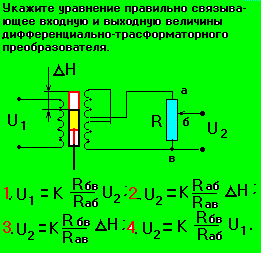 Укажите уравнение правильно связыва-
ющее входную и выходную величины
дифференциально-трасформаторного
преобразователя.
ΔH
а
U1
R
б
U2
в
1. U1 = K Rбв/Rаб U2; 2. U2 = K Rаб/Rав ΔH;
3. U2 = K Rбв/Rав ΔH; 4. U2 = K Rбв/Rаб U1.